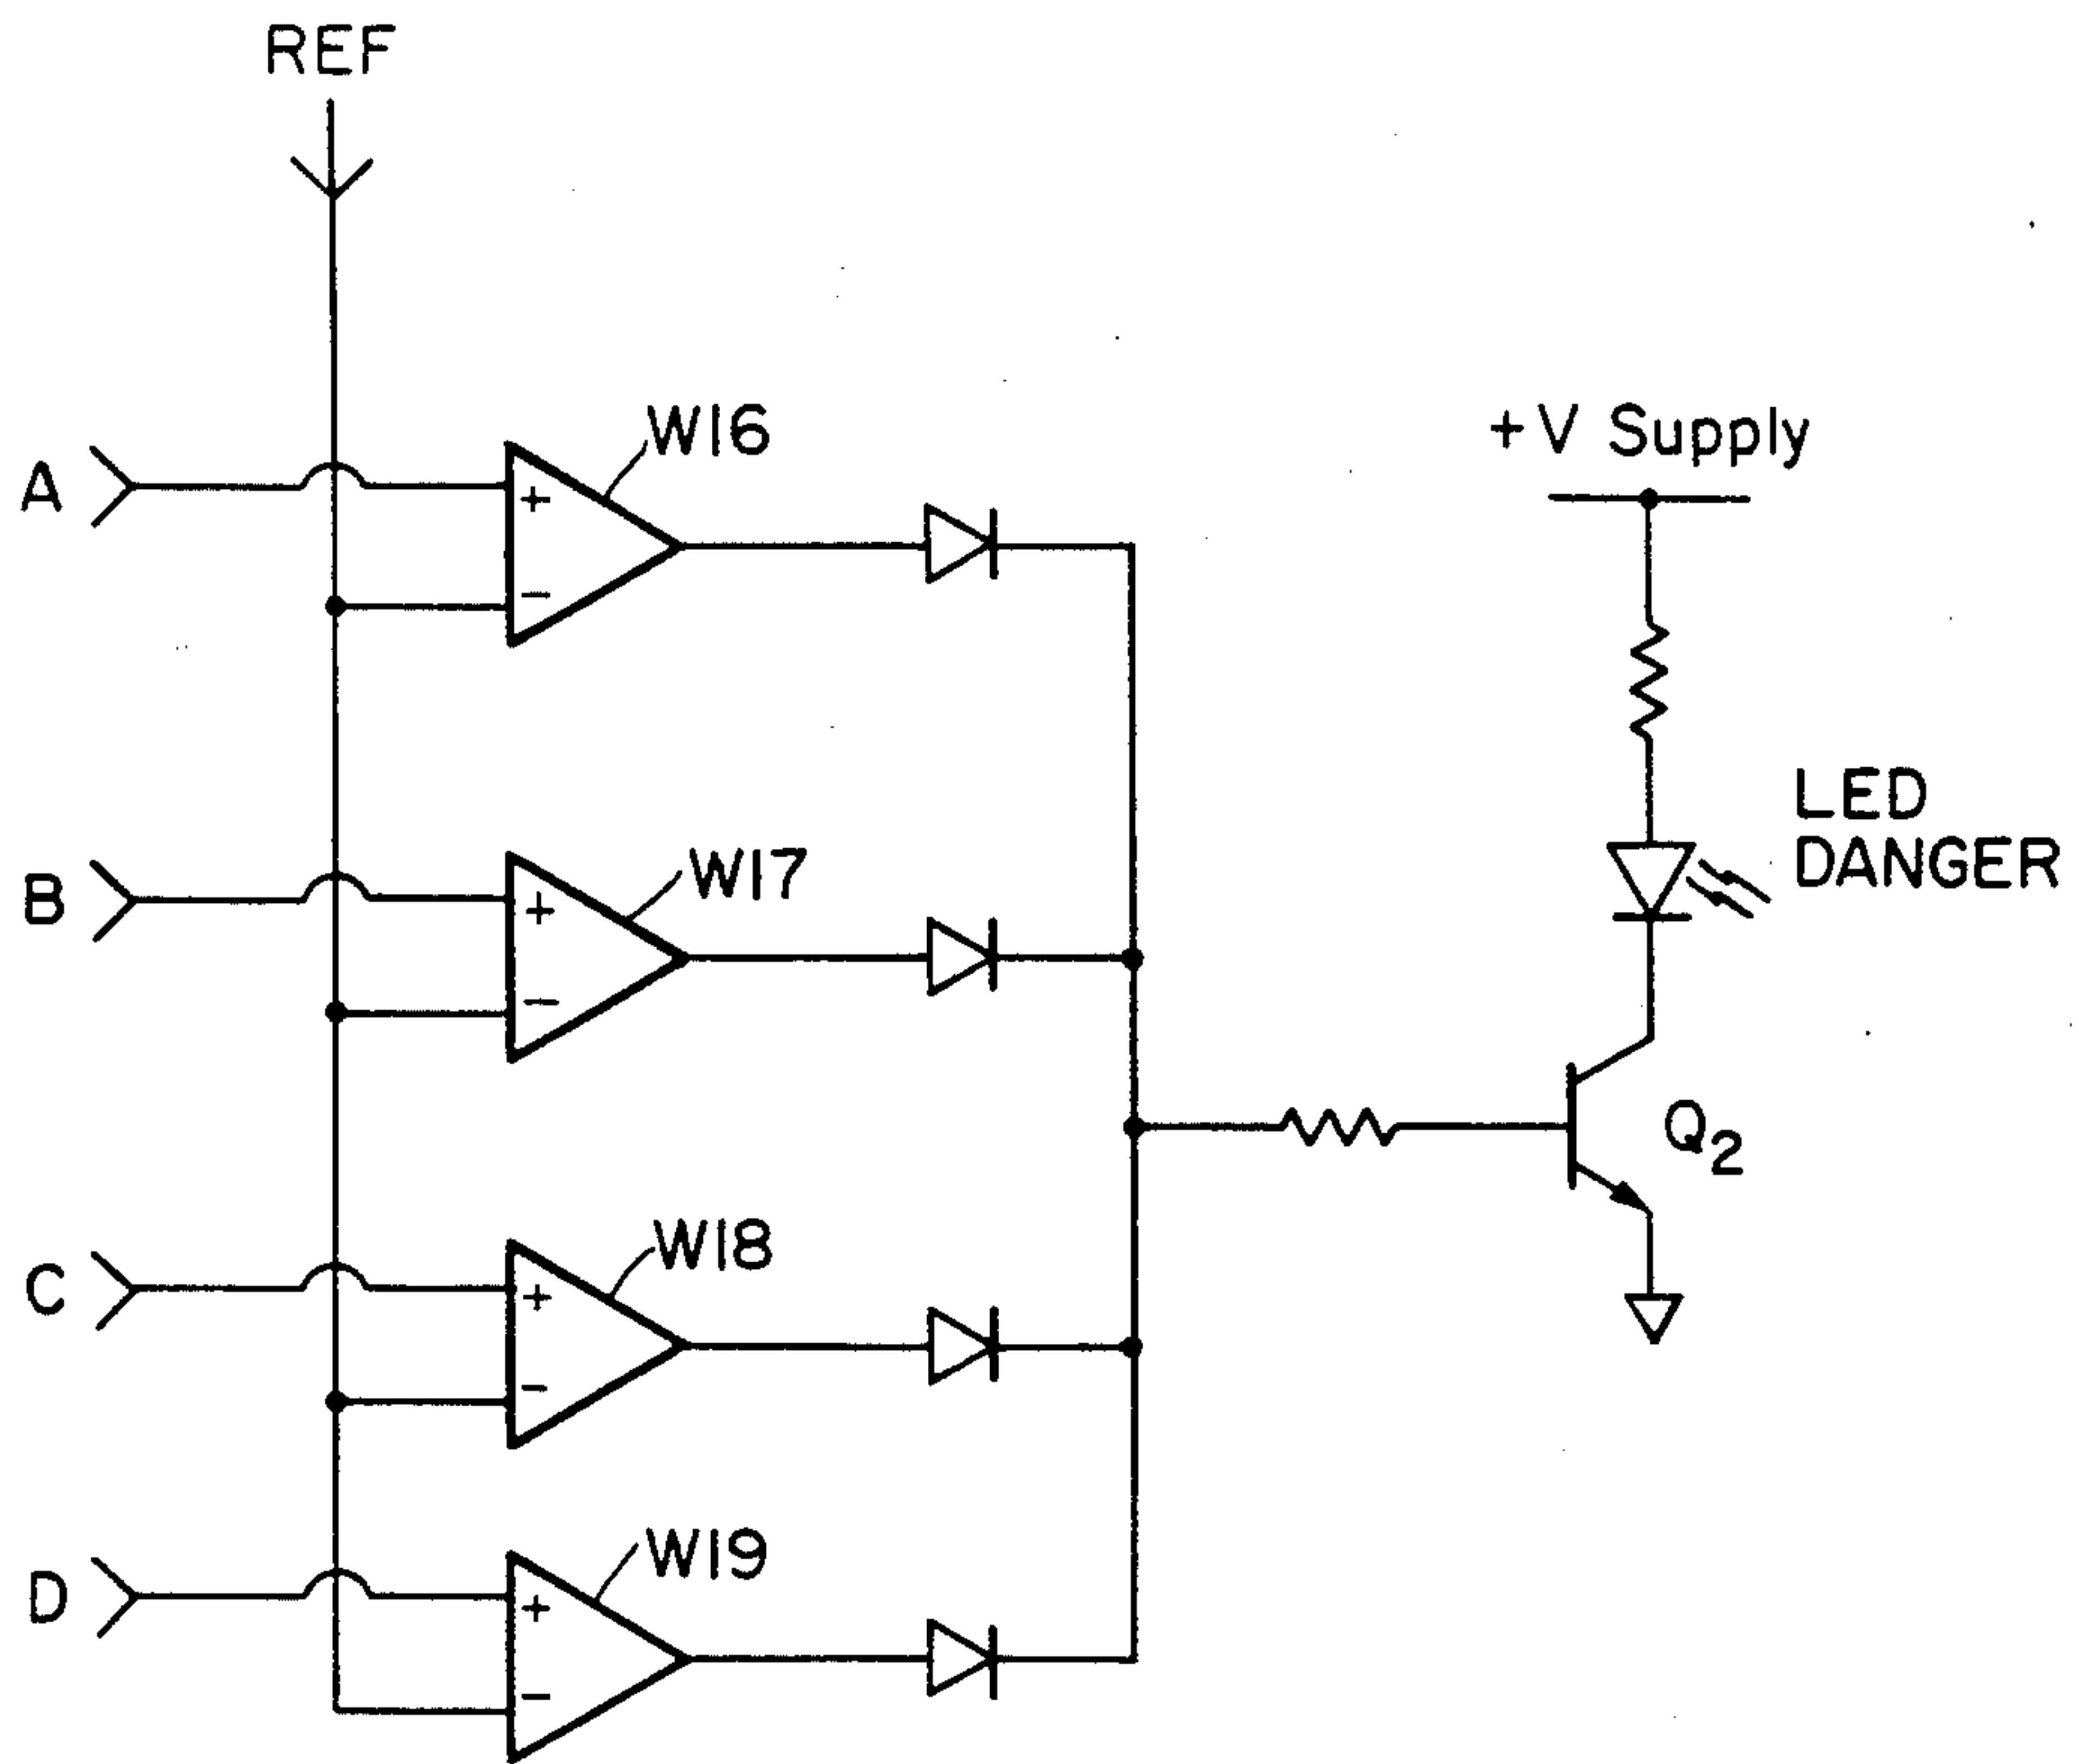 REF
A
+
-
W16
B
+
-
W17
C
+
-
W18
D
+
-
W19
+V Supply
LED
DANGER
Q2